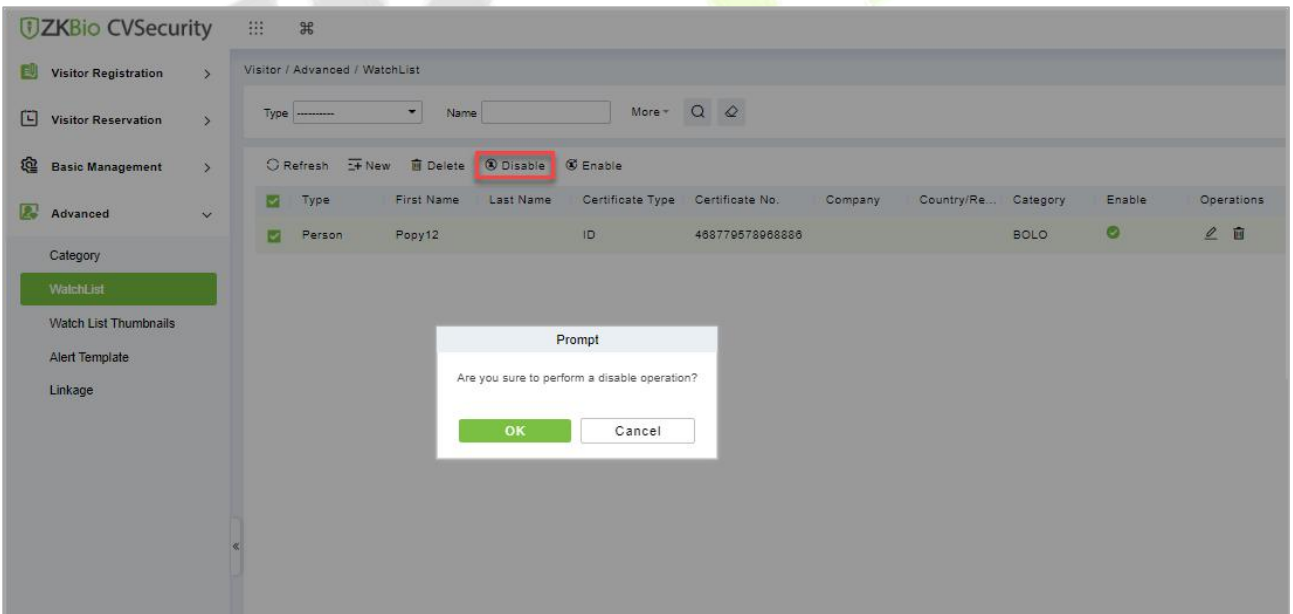 ZKBio CVSecurity
Visitor Registration
Visitor Reservation
Basic Management
Advanced
Category
WatchList
Watch List Thumbnails
Alert Template
Linkage
Visitor / Advanced / WatchList
Type ---------- Name More
Refresh New Delete Disable Enable
Type First Name Last Name Certificate Type Certificate No. Company Country/Re... Category Enable Operations
Person Popy12 ID 468779578968886 BOLO
Prompt
Are you sure to perform a disable operation?
OK Cancel